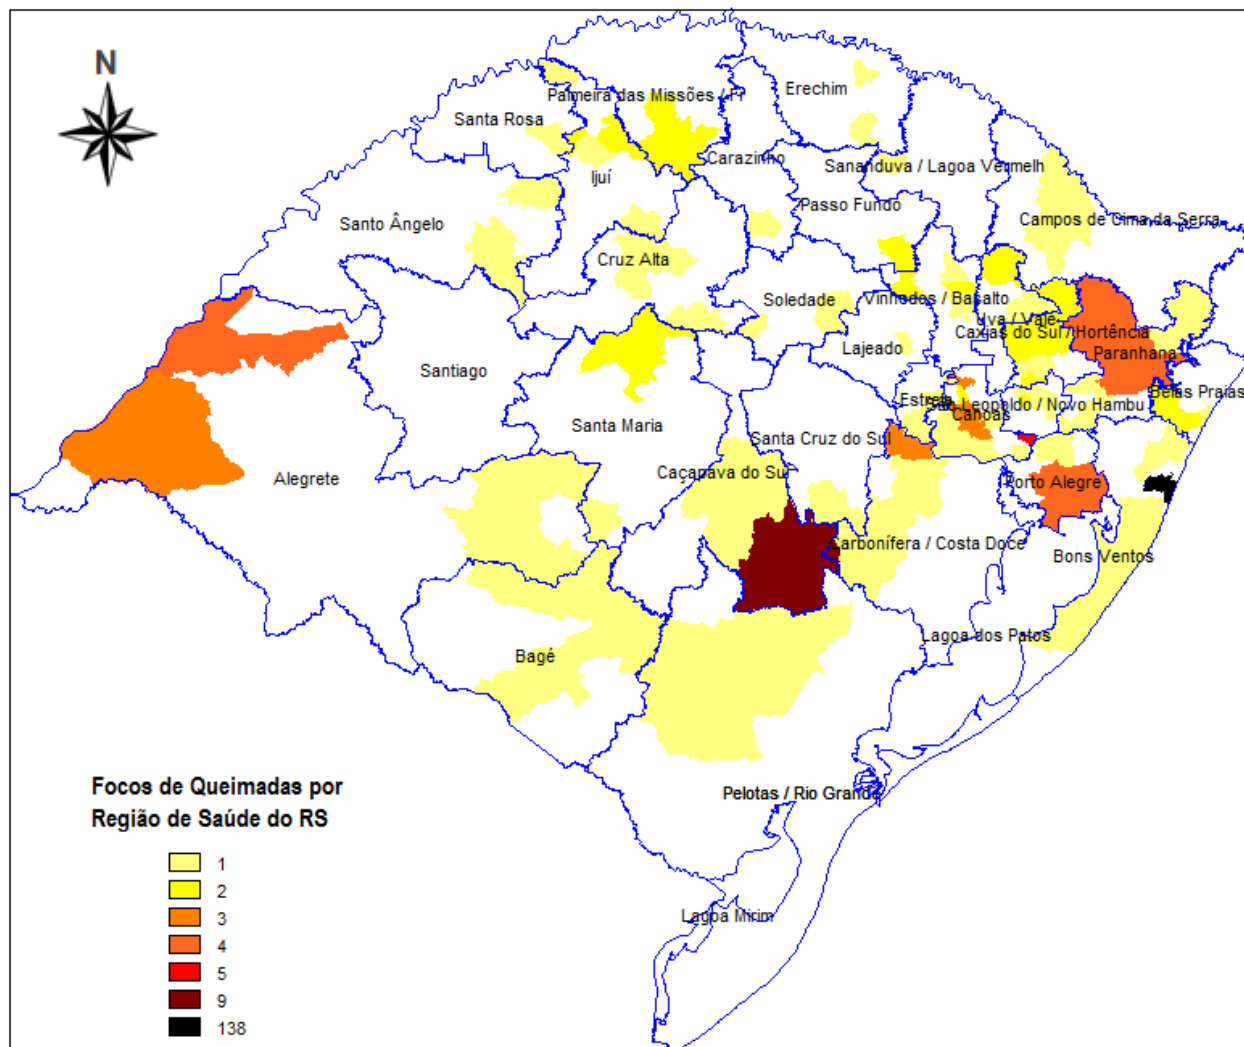 N
Erechim
Palmeira das Missões / Fr
Santa Rosa
Carazinho
Sananduva / Lagoa Vermelh
Ijuí
Passo Fundo
Santo Ângelo
Campos de Cima da Serra
Cruz Alta
Soledade
Vinhedos / Basalto
Uva / Vale
Caxias do Sul / Hortência
Lajeado
Paranhana
Santiago
Belas Praias
Estrela
São Leopoldo / Novo Hambu
Canoas
Santa Maria
Santa Cruz do Sul
Caçapava do Sul
Alegrete
Porto Alegre
Carbonífera / Costa Doce
Bons Ventos
Lagoa dos Patos
Bagé
Focos de Queimadas por
Região de Saúde do RS
Pelotas / Rio Grande
1
2
3
Lagoa Mirim
4
5
9
138